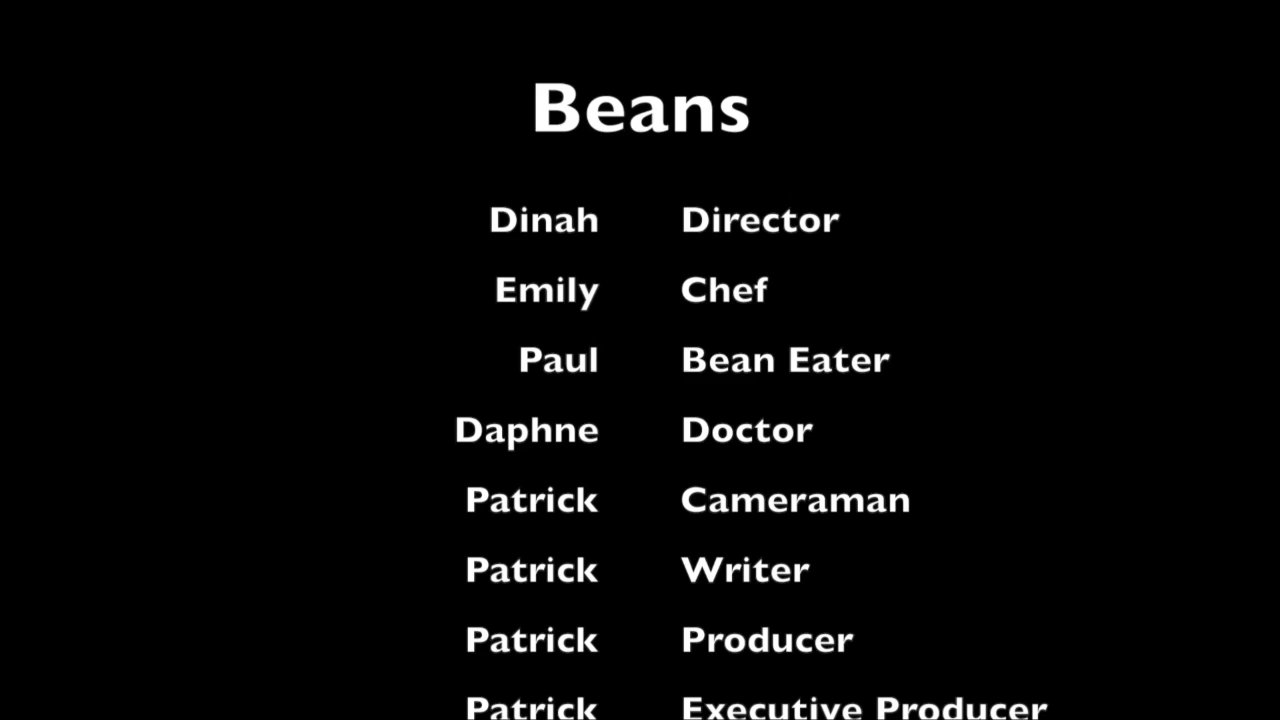 Beans
Dinah Director
Emily Chef
Paul Bean Eater
Daphne Doctor
Patrick Cameraman
Patrick Writer
Patrick Producer
Patrick Executive Producer